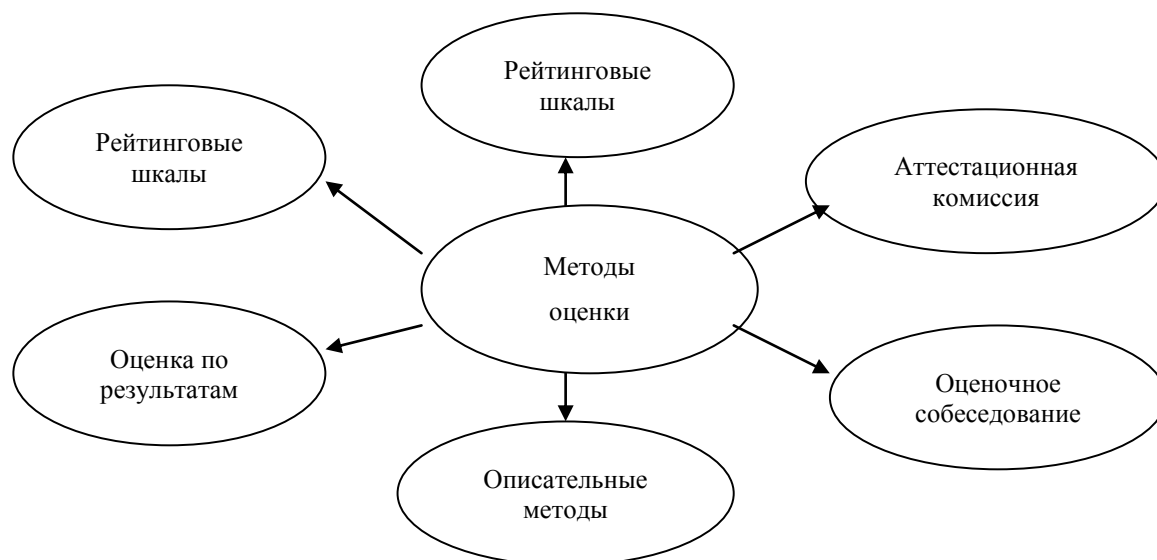 Рейтинговые
шкалы
Рейтинговые
шкалы
Аттестационная
комиссия
Методы
оценки
Оценка по
результатам
Оценочное
собеседование
Описательные
методы